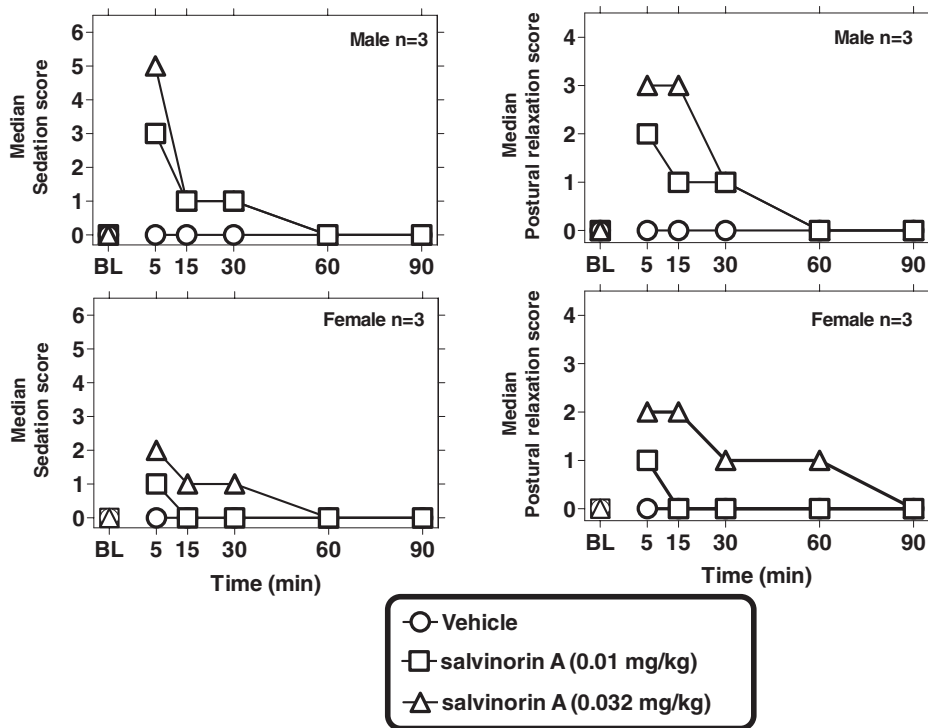 Male n=3
Median
Sedation score
6
5
4
3
2
1
0
BL 5 15 30 60 90
Male n=3
Median
Postural relaxation score
4
3
2
1
0
BL 5 15 30 60 90
Female n=3
Median
Sedation score
6
5
4
3
2
1
0
BL 5 15 30 60 90
Time (min)
Female n=3
Median
Postural relaxation score
4
3
2
1
0
BL 5 15 30 60 90
Time (min)
Vehicle
salvinorin A (0.01 mg/kg)
salvinorin A (0.032 mg/kg)